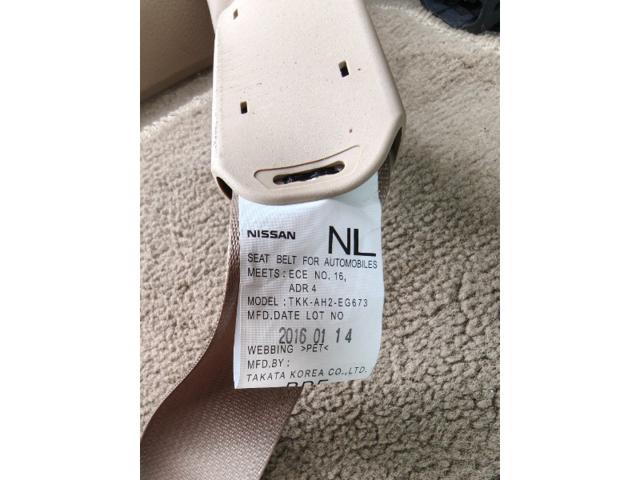 NISSAN NL
SEAT BELT FOR AUTOMOBILES
MEETS : ECE NO. 16,
ADR 4
MODEL : TKK-AH2-EG673
MFD.DATE LOT NO
2016 01 14
WEBBING >PET<
MFD.BY :
TAKATA KOREA CO., LTD.